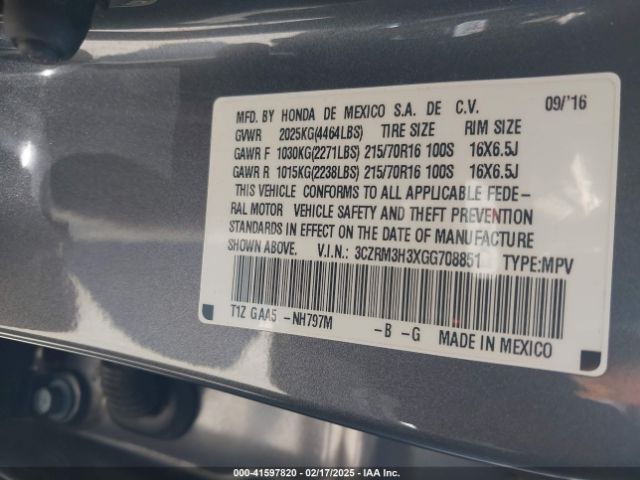 MFD. BY HONDA DE MEXICO S.A. DE C.V. 09/'16
GVWR 2025KG(4464LBS) TIRE SIZE RIM SIZE
GAWR F 1030KG(2271LBS) 215/70R16 100S 16X6.5J
GAWR R 1015KG(2238LBS) 215/70R16 100S 16X6.5J
THIS VEHICLE CONFORMS TO ALL APPLICABLE FEDE-
RAL MOTOR VEHICLE SAFETY AND THEFT PREVENTION
STANDARDS IN EFFECT ON THE DATE OF MANUFACTURE
SHOWN ABOVE. V.I.N.: 3CZRM3H3XGG708851 TYPE:MPV
T1Z GAA5 -NH797M -B -G MADE IN MEXICO
000-41597820 - 02/17/2025 - IAA Inc.